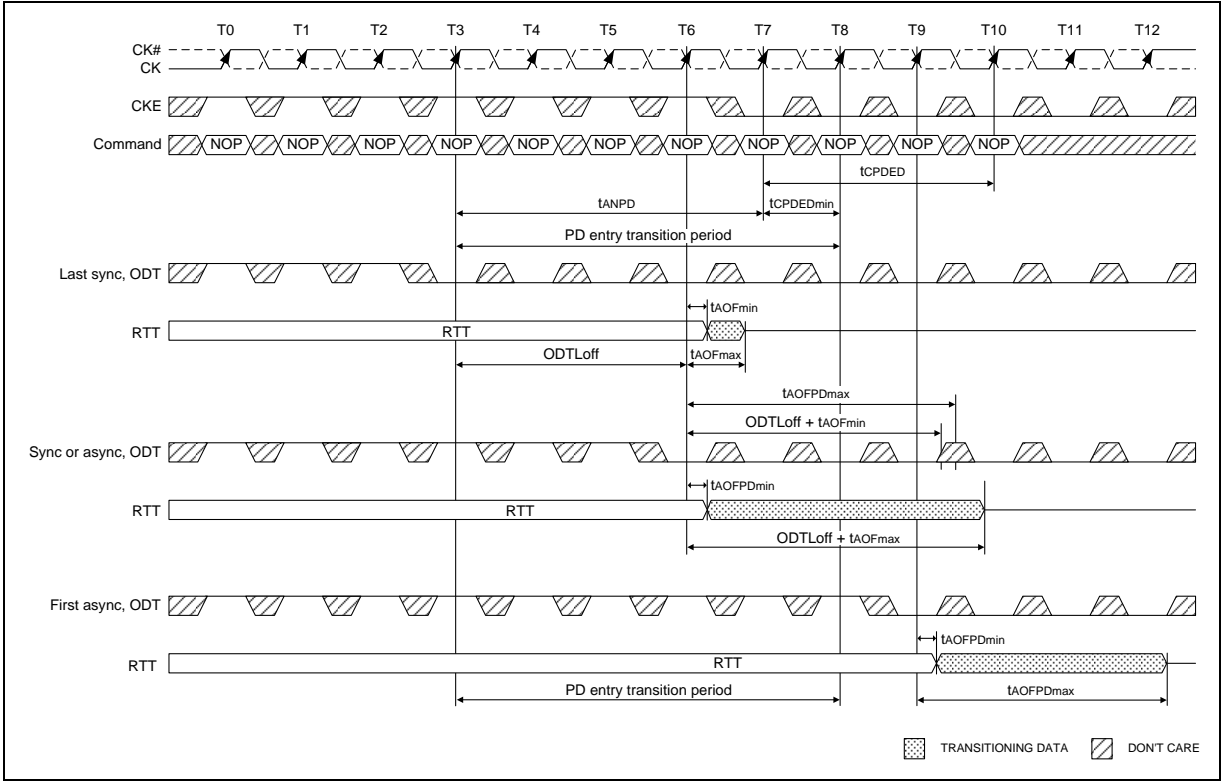 T0 T1 T2 T3 T4 T5 T6 T7 T8 T9 T10 T11 T12
CK#
CK
CKE
Command NOP NOP NOP NOP NOP NOP NOP NOP NOP NOP NOP
tCPDED
tANPD tCPDEDmin
PD entry transition period
Last sync, ODT
tAOFmin
RTT RTT
ODTLoff tAOFmax
tAOFPDmax
ODTLoff + tAOFmin
Sync or async, ODT
tAOFPDmin
RTT RTT
ODTLoff + tAOFmax
First async, ODT
tAOFPDmin
RTT RTT
PD entry transition period tAOFPDmax
TRANSITIONING DATA DON'T CARE